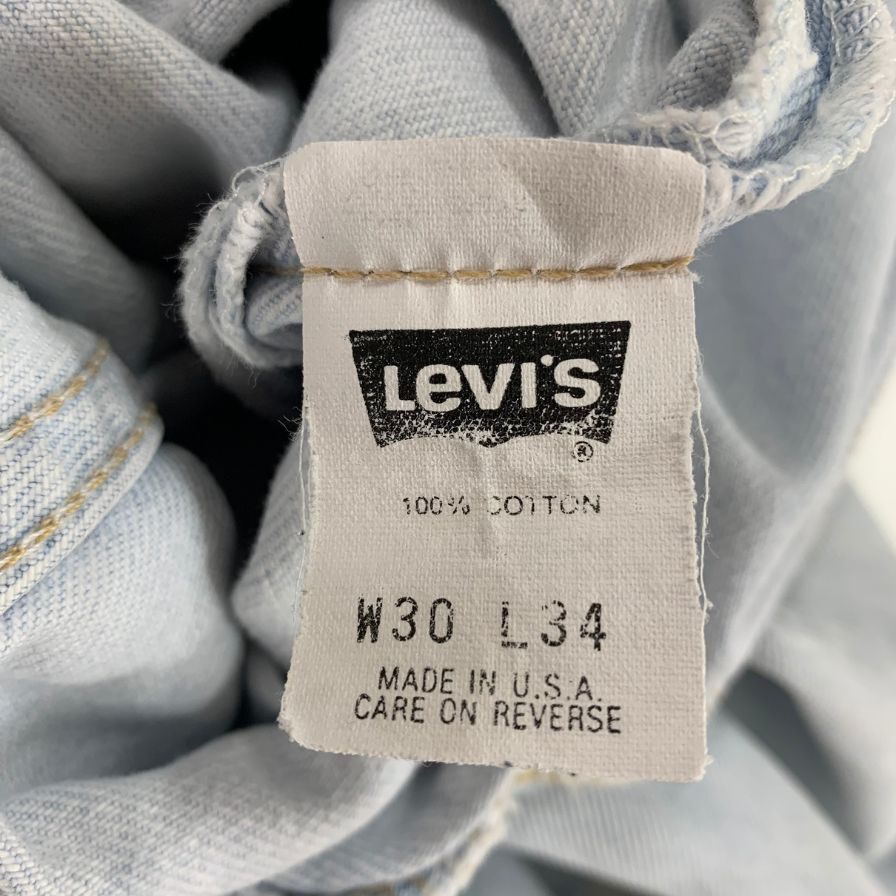 Levi's
®
100% COTTON
W30 L34
MADE IN U.S.A.
CARE ON REVERSE